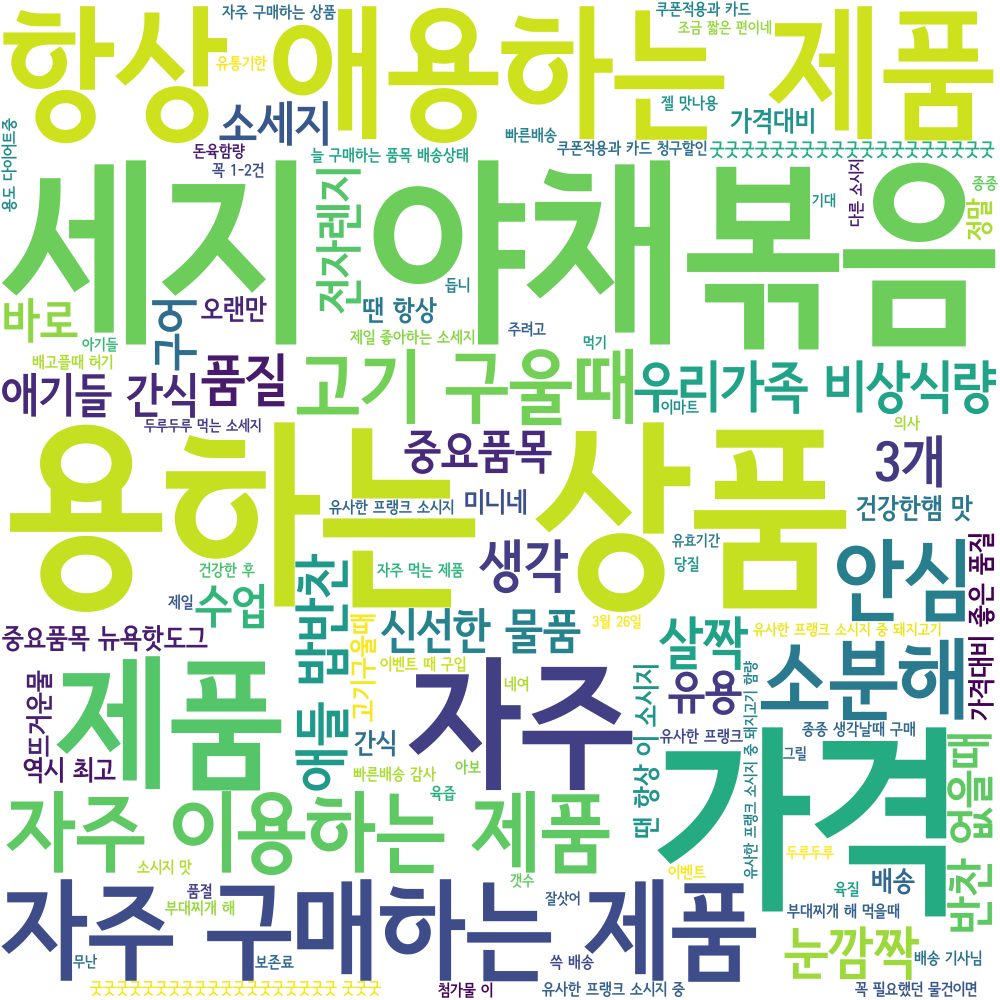 자주 구매하는 상품
쿠폰적용과 카드
조금 짧은 편이네
항상 애용하는 제품
유통기한
젤 맛나용
소세지
가격대비
빠른배송
돈육함량
늘 구매하는 품목 배송상태
쿠폰적용과 카드 청구할인
꼭 1-2건
용도 다이어트중
다른 소시지
종종
정말
기대
세지 야채볶음
전자렌지
듭니
바로
구어
오랜만
땐 항상
주려고
제일 좋아하는 소세지
먹기
아기들
배고플때 허기
애기들 간식
품질
고기 구울때
우리가족 비상식량
이마트
두루두루 먹는 소세지
의사
중요품목
3개
용하는 상품
유사한 프랭크 소시지
미니네
건강한햄 맛
생각
유효기간
당질
안심
좋은 품질
건강한 후
자주 먹는 제품
제일
수업
애들 밥반찬
신선한 물품
3월 26일
살짝
유사한 프랭크 소시지 중 돼지고기
중요품목 뉴욕핫도그
고기구울때
이벤트 때 구입
소분해
가격대비
제품
자주
네여
유용
땐 항상 이 소시지
유사한 프랭크 소시지 중 돼지고기 함량
역뜨거운물
역시 최고
간식
유사한 프랭크
종종 생각날때 구매
가격
그릴
반찬 없을때
빠른배송 감사
아보
육즙
자주 이용하는 제품
두루두루
소시지 맛
갯수
이벤트
배송
육질
품절
부대찌개 해
잘삿어
부대찌개 해 먹을때
자주 구매하는 제품
눈깜짝
무난
보존료
쓱 배송
배송 기사님
첨가물 이
유사한 프랭크 소시지 중
꼭 필요했던 물건이면